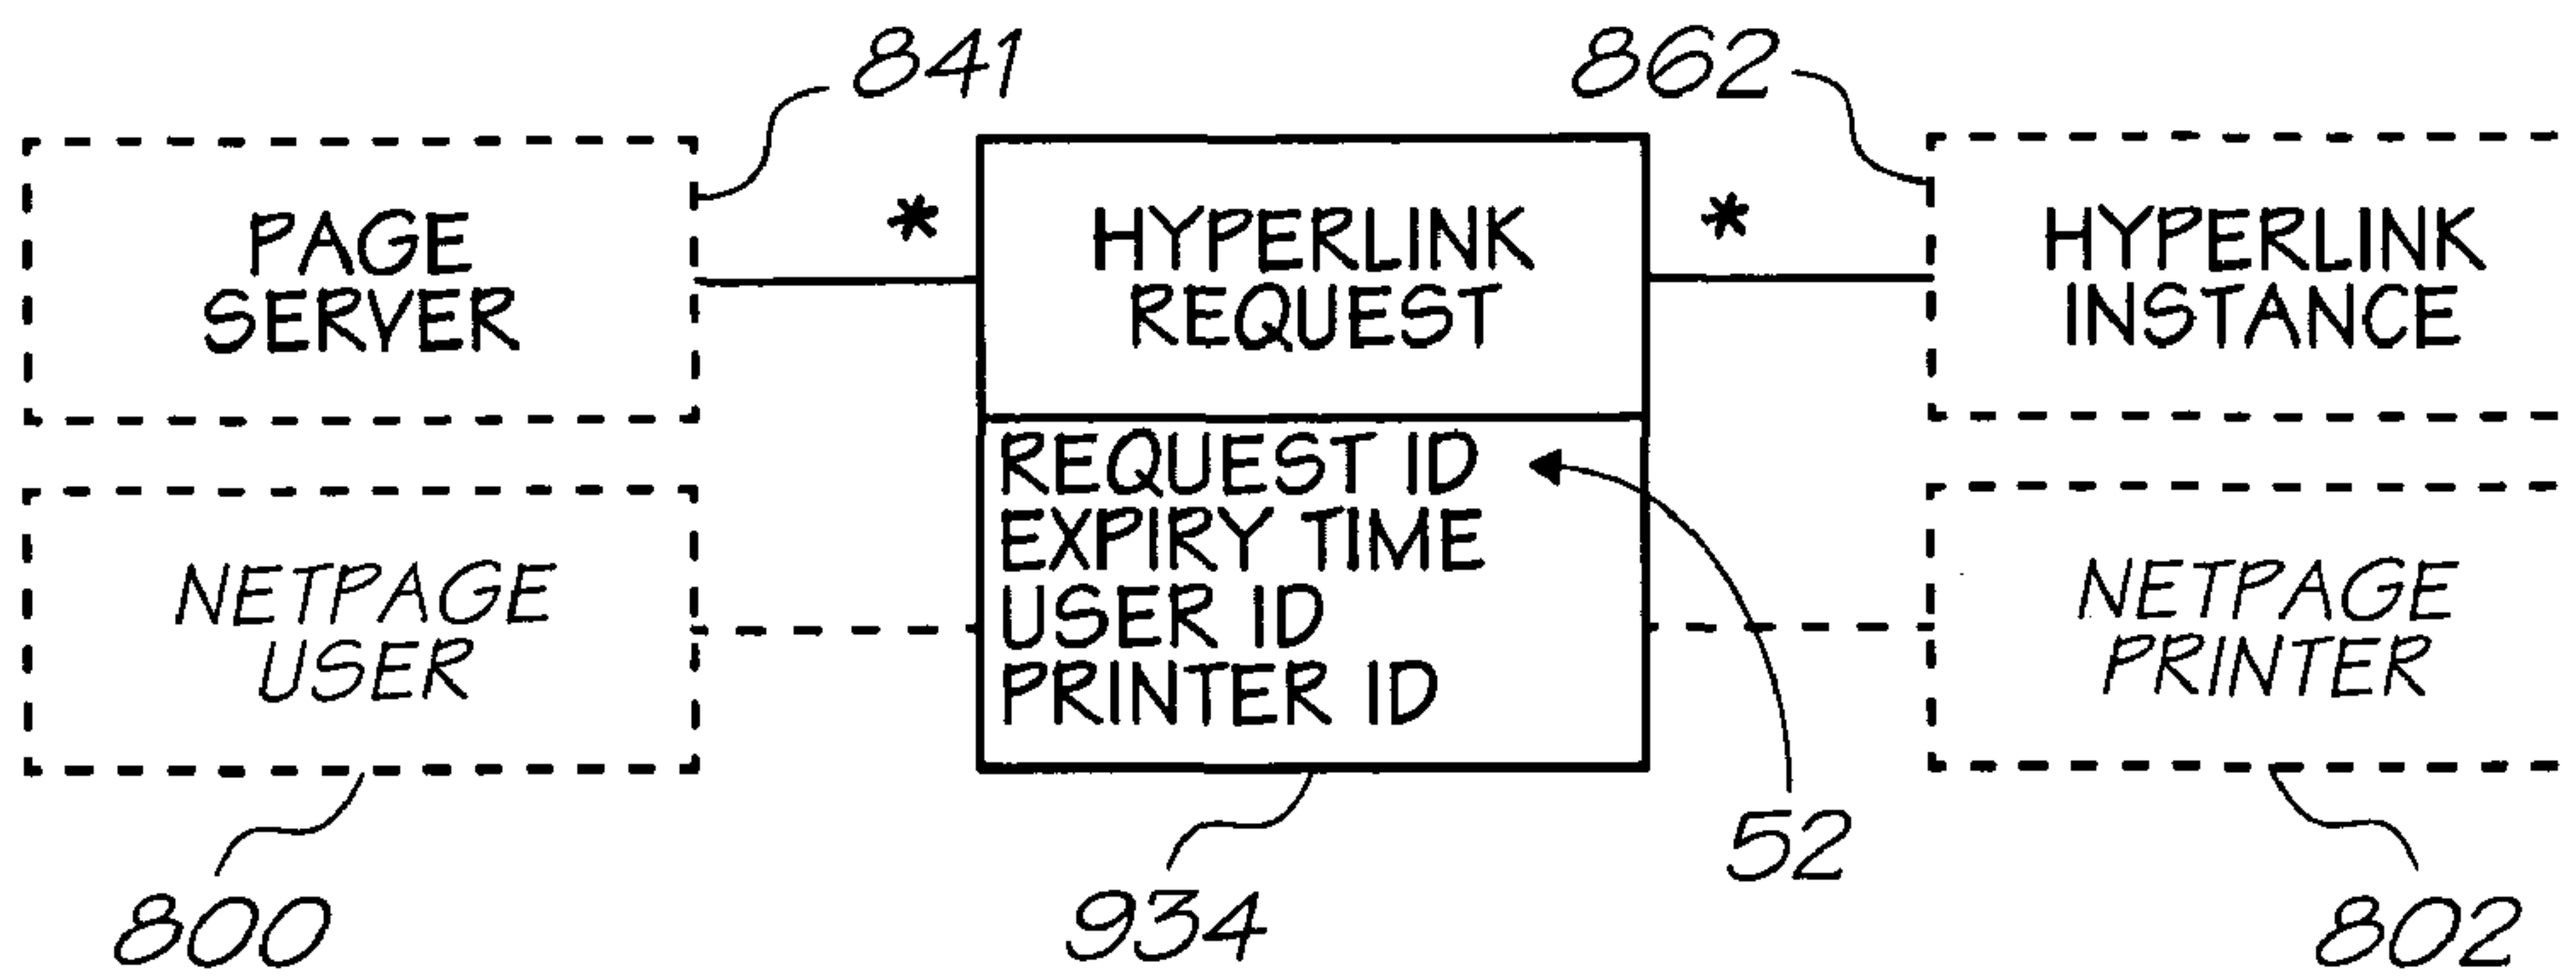 841
862
PAGE
SERVER
*
HYPERLINK
REQUEST
*
HYPERLINK
INSTANCE
REQUEST ID
EXPIRY TIME
USER ID
PRINTER ID
NETPAGE
USER
NETPAGE
PRINTER
52
800
934
802